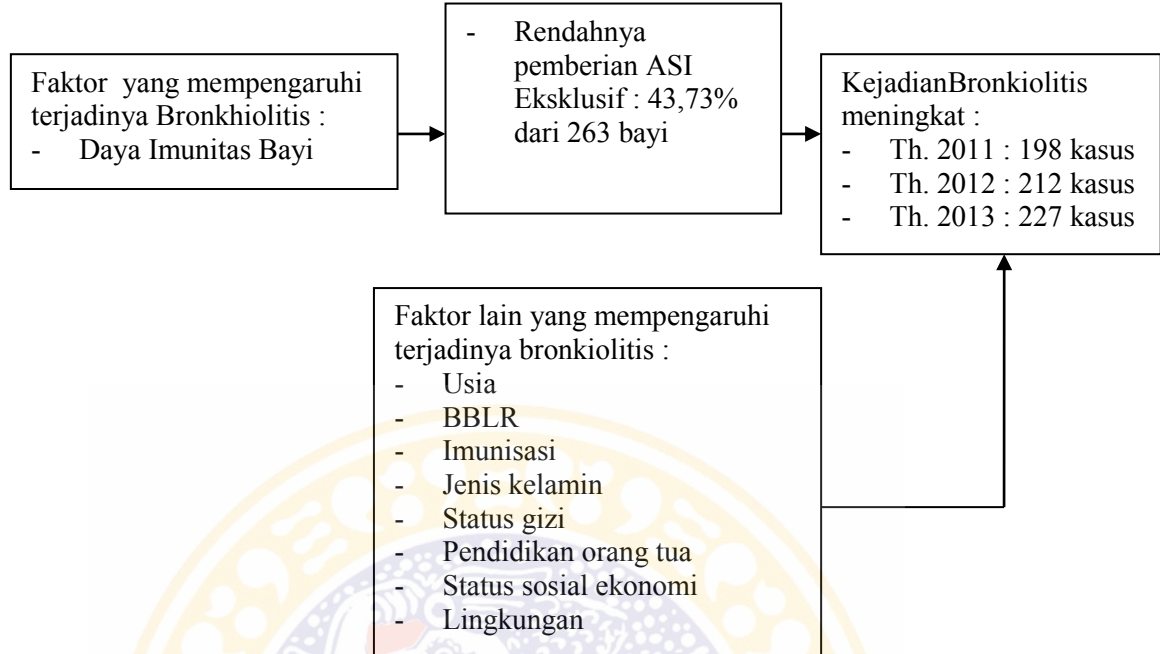 Faktor yang mempengaruhi
terjadinya Bronkhiolitis :
- Daya Imunitas Bayi
- Rendahnya
pemberian ASI
Eksklusif : 43,73%
dari 263 bayi
KejadianBronkiolitis
meningkat :
- Th. 2011 : 198 kasus
- Th. 2012 : 212 kasus
- Th. 2013 : 227 kasus
Faktor lain yang mempengaruhi
terjadinya bronkiolitis :
- Usia
- BBLR
- Imunisasi
- Jenis kelamin
- Status gizi
- Pendidikan orang tua
- Status sosial ekonomi
- Lingkungan